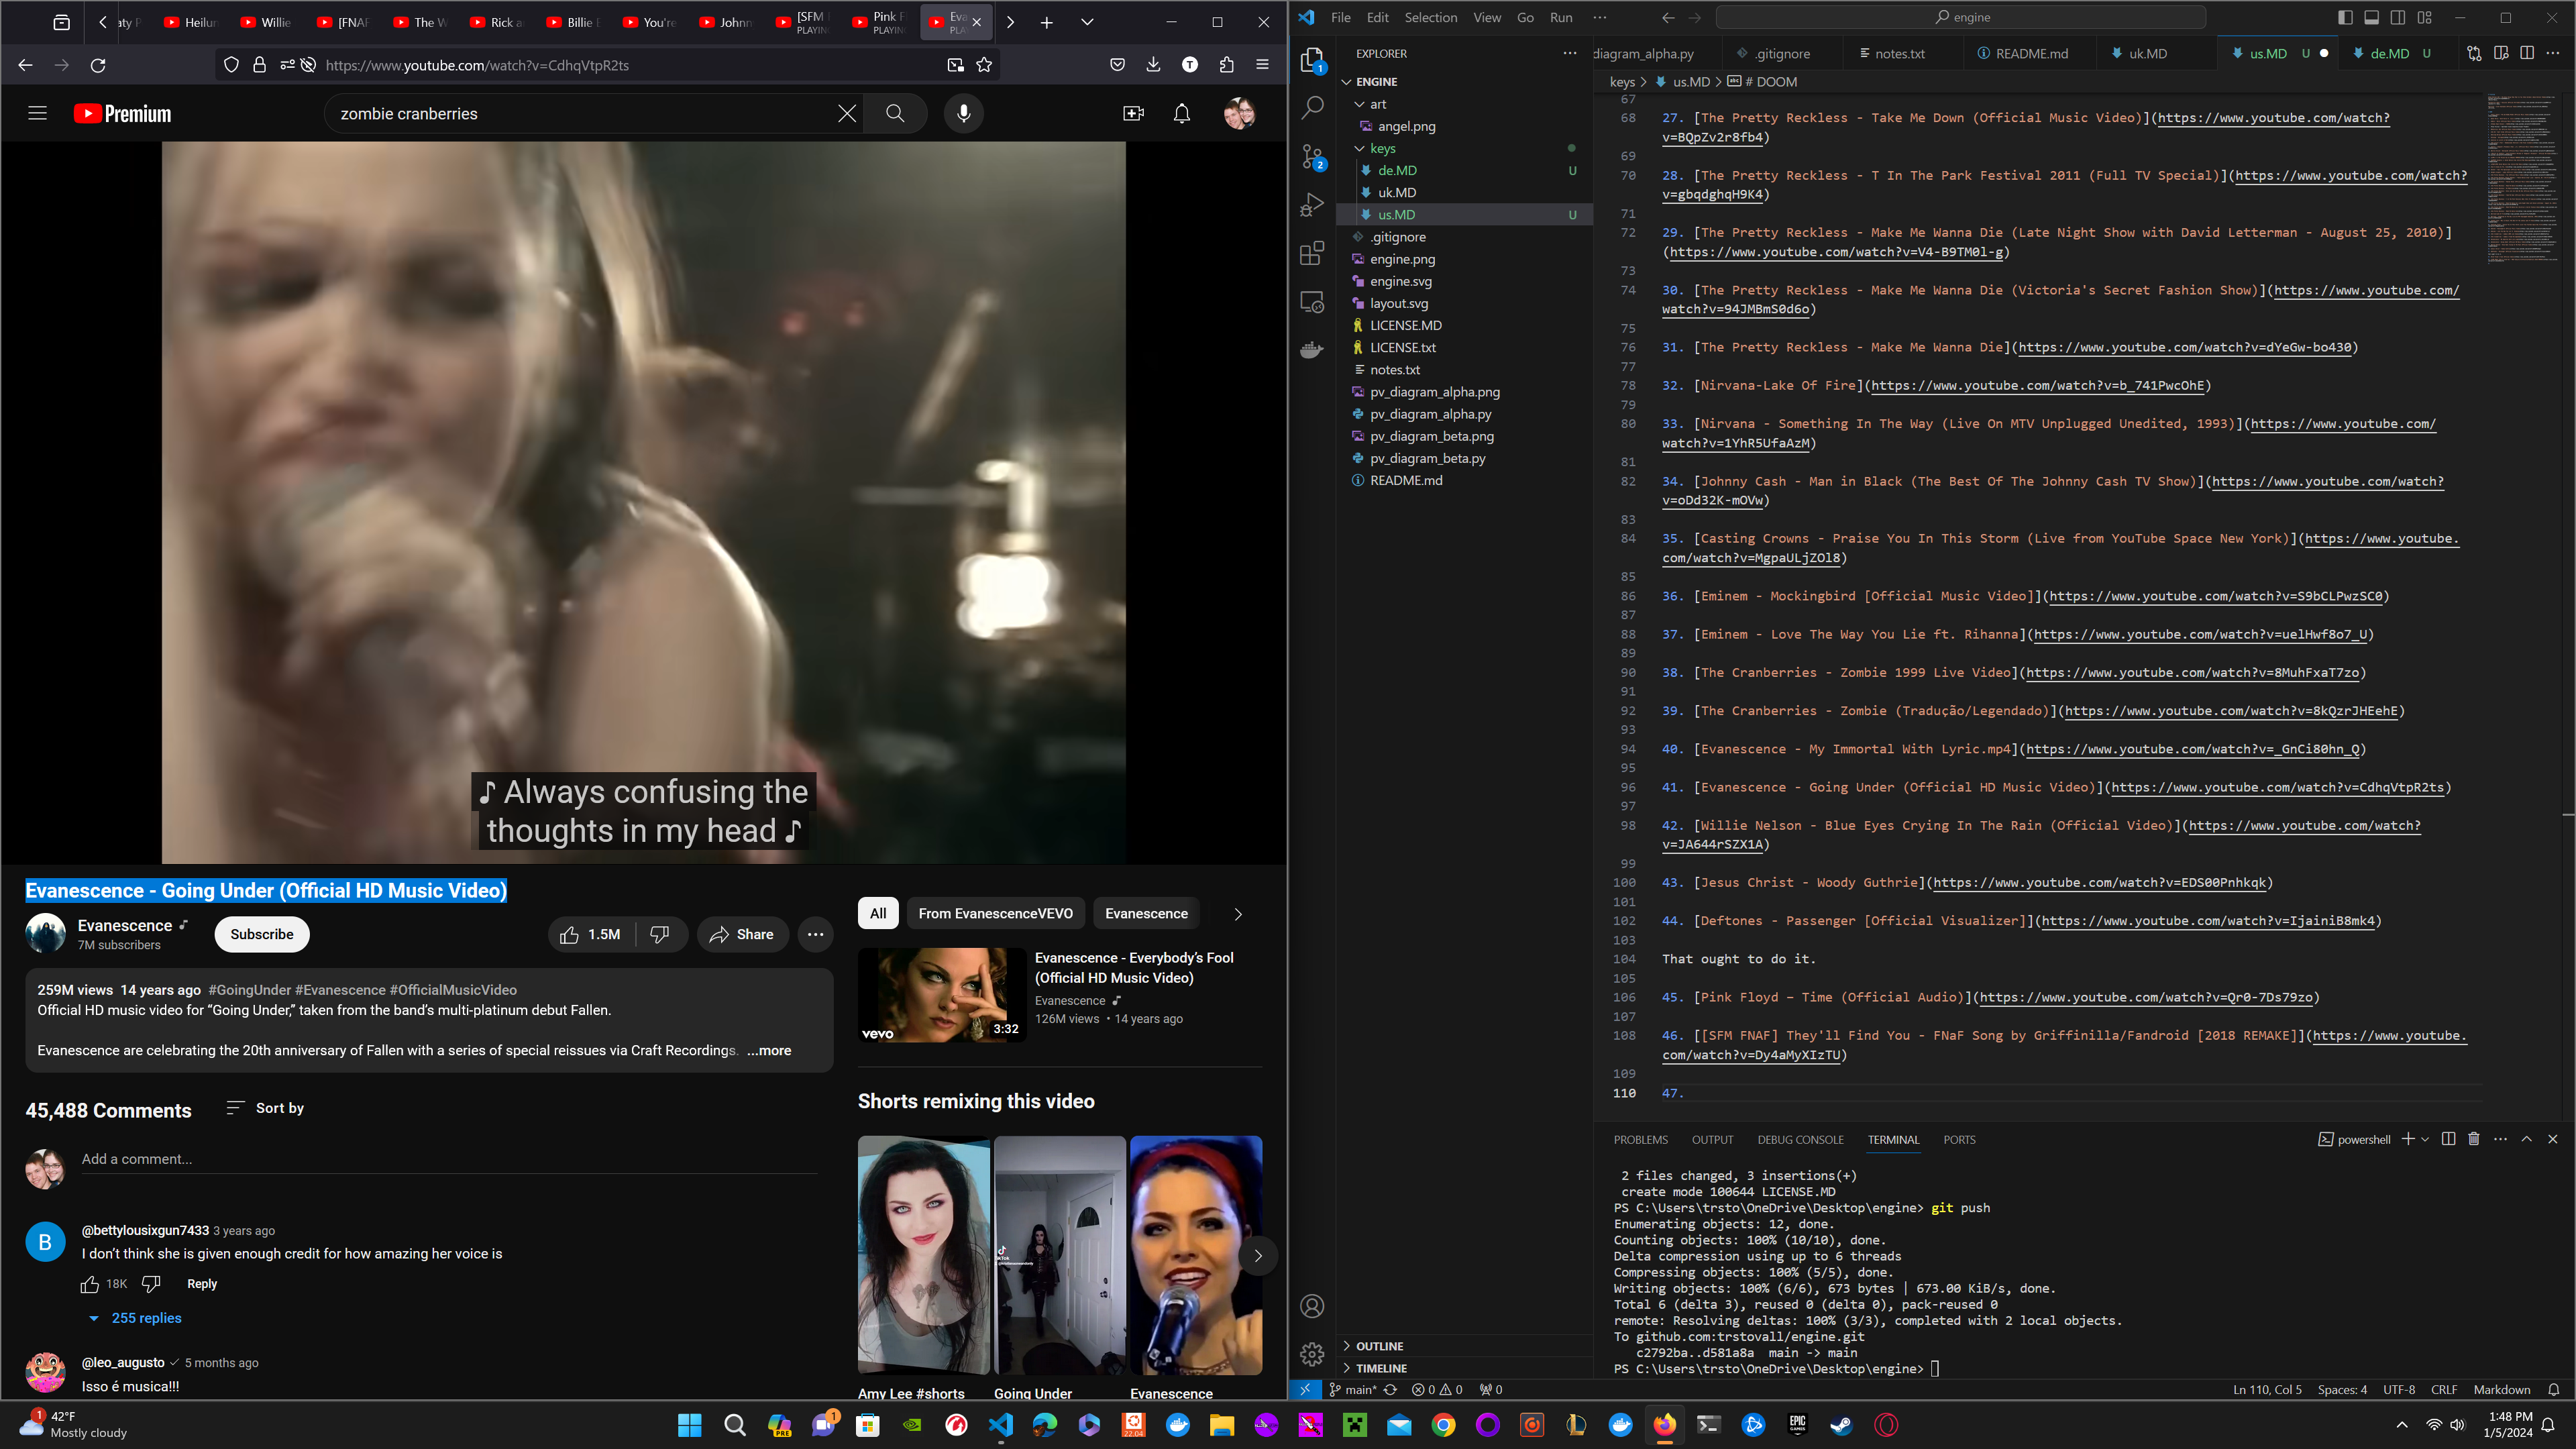 aty P
Heilun
Willie
[FNAF
The W
Rick a
Billie E
You're
Johnn
[SFM
PLAYING
Pink F
PLAYING
Eva
PLA
https://www.youtube.com/watch?v=CdhqVtpR2ts
T
Premium
zombie cranberries
♪ Always confusing the
thoughts in my head ♪
Evanescence - Going Under (Official HD Music Video)
Evanescence
7M subscribers
Subscribe
1.5M
Share
259M views 14 years ago #GoingUnder #Evanescence #OfficialMusicVideo
Official HD music video for “Going Under,” taken from the band’s multi-platinum debut Fallen.
Evanescence are celebrating the 20th anniversary of Fallen with a series of special reissues via Craft Recordings. ...more
45,488 Comments
Sort by
Add a comment...
B
@bettylousixgun7433 3 years ago
I don’t think she is given enough credit for how amazing her voice is
18K
Reply
255 replies
@leo_augusto 5 months ago
Isso é musica!!!
All
From EvanescenceVEVO
Evanescence
vevo
3:32
Evanescence - Everybody’s Fool
(Official HD Music Video)
Evanescence
126M views • 14 years ago
Shorts remixing this video
Amy Lee #shorts
Going Under
Evanescence
File Edit Selection View Go Run ···
engine
EXPLORER
ENGINE
art
angel.png
keys
de.MD U
uk.MD
us.MD U
.gitignore
engine.png
engine.svg
layout.svg
LICENSE.MD
LICENSE.txt
notes.txt
pv_diagram_alpha.png
pv_diagram_alpha.py
pv_diagram_beta.png
pv_diagram_beta.py
README.md
OUTLINE
TIMELINE
1
2
diagram_alpha.py
.gitignore
notes.txt
README.md
uk.MD
us.MD U
de.MD U
keys > us.MD > # DOOM
67
68 27. [The Pretty Reckless - Take Me Down (Official Music Video)](https://www.youtube.com/watch?
v=BQpZv2r8fb4)
69
70 28. [The Pretty Reckless - T In The Park Festival 2011 (Full TV Special)](https://www.youtube.com/watch?
v=gbqdghqH9K4)
71
72 29. [The Pretty Reckless - Make Me Wanna Die (Late Night Show with David Letterman - August 25, 2010)]
(https://www.youtube.com/watch?v=V4-B9TM0l-g)
73
74 30. [The Pretty Reckless - Make Me Wanna Die (Victoria's Secret Fashion Show)](https://www.youtube.com/
watch?v=94JMBmS0d6o)
75
76 31. [The Pretty Reckless - Make Me Wanna Die](https://www.youtube.com/watch?v=dYeGw-bo430)
77
78 32. [Nirvana-Lake Of Fire](https://www.youtube.com/watch?v=b_741PwcOhE)
79
80 33. [Nirvana - Something In The Way (Live On MTV Unplugged Unedited, 1993)](https://www.youtube.com/
watch?v=1YhR5UfaAzM)
81
82 34. [Johnny Cash - Man in Black (The Best Of The Johnny Cash TV Show)](https://www.youtube.com/watch?
v=oDd32K-mOVw)
83
84 35. [Casting Crowns - Praise You In This Storm (Live from YouTube Space New York)](https://www.youtube.
com/watch?v=MgpaULjZOl8)
85
86 36. [Eminem - Mockingbird [Official Music Video]](https://www.youtube.com/watch?v=S9bCLPwzSC0)
87
88 37. [Eminem - Love The Way You Lie ft. Rihanna](https://www.youtube.com/watch?v=uelHwf8o7_U)
89
90 38. [The Cranberries - Zombie 1999 Live Video](https://www.youtube.com/watch?v=8MuhFxaT7zo)
91
92 39. [The Cranberries - Zombie (Tradução/Legendado)](https://www.youtube.com/watch?v=8kQzrJHEehE)
93
94 40. [Evanescence - My Immortal With Lyric.mp4](https://www.youtube.com/watch?v=_GnCi80hn_Q)
95
96 41. [Evanescence - Going Under (Official HD Music Video)](https://www.youtube.com/watch?v=CdhqVtpR2ts)
97
98 42. [Willie Nelson - Blue Eyes Crying In The Rain (Official Video)](https://www.youtube.com/watch?
v=JA644rSZX1A)
99
100 43. [Jesus Christ - Woody Guthrie](https://www.youtube.com/watch?v=EDS00Pnhkqk)
101
102 44. [Deftones - Passenger [Official Visualizer]](https://www.youtube.com/watch?v=IjainiB8mk4)
103
104 That ought to do it.
105
106 45. [Pink Floyd – Time (Official Audio)](https://www.youtube.com/watch?v=Qr0-7Ds79zo)
107
108 46. [[SFM FNAF] They'll Find You - FNaF Song by Griffinilla/Fandroid [2018 REMAKE]](https://www.youtube.
com/watch?v=Dy4aMyXIzTU)
109
110 47.
PROBLEMS OUTPUT DEBUG CONSOLE TERMINAL PORTS
powershell
2 files changed, 3 insertions(+)
create mode 100644 LICENSE.MD
PS C:\Users\trsto\OneDrive\Desktop\engine> git push
Enumerating objects: 12, done.
Counting objects: 100% (10/10), done.
Delta compression using up to 6 threads
Compressing objects: 100% (5/5), done.
Writing objects: 100% (6/6), 673 bytes | 673.00 KiB/s, done.
Total 6 (delta 3), reused 0 (delta 0), pack-reused 0
remote: Resolving deltas: 100% (3/3), completed with 2 local objects.
To github.com:trstovall/engine.git
c2792ba..d581a8a main -> main
PS C:\Users\trsto\OneDrive\Desktop\engine>
main* 0 0 0
Ln 110, Col 5 Spaces: 4 UTF-8 CRLF Markdown
1
42°F
Mostly cloudy
PRE
1
22.04
EPIC
GAMES
1:48 PM
1/5/2024